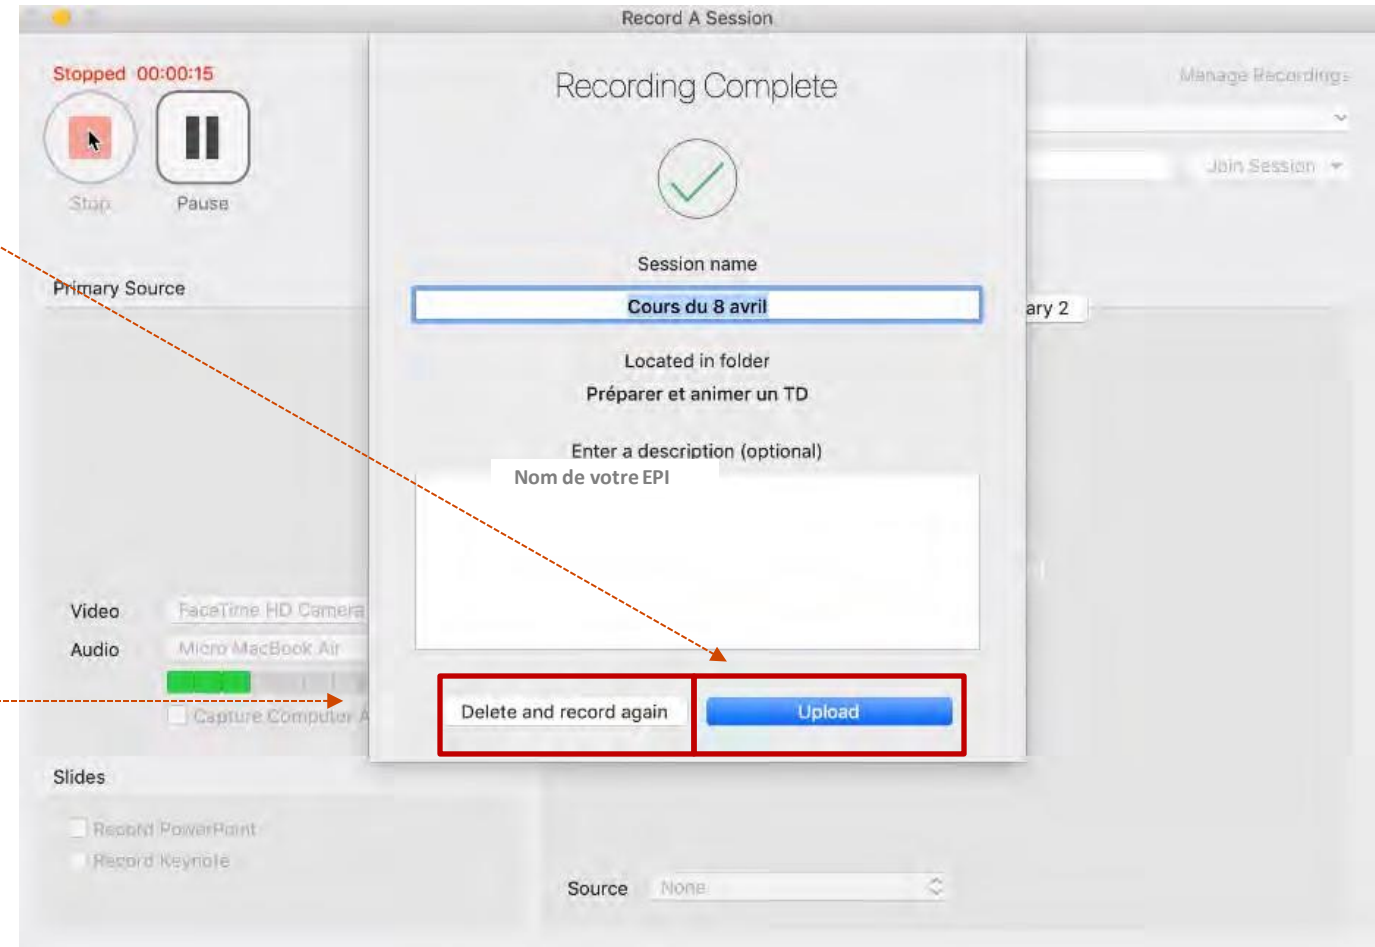 Record A Session
Stopped 00:00:15
Stop
Pause
Recording Complete
Manage Recordings
Join Session
Session name
Cours du 8 avril
Primary Source
ary 2
Located in folder
Préparer et animer un TD
Enter a description (optional)
Nom de votre EPI
Video
FaceTime HD Camera
Audio
Micro MacBook Air
Capture Computer A
Delete and record again
Upload
Slides
Record PowerPoint
Record Keynote
Source
None